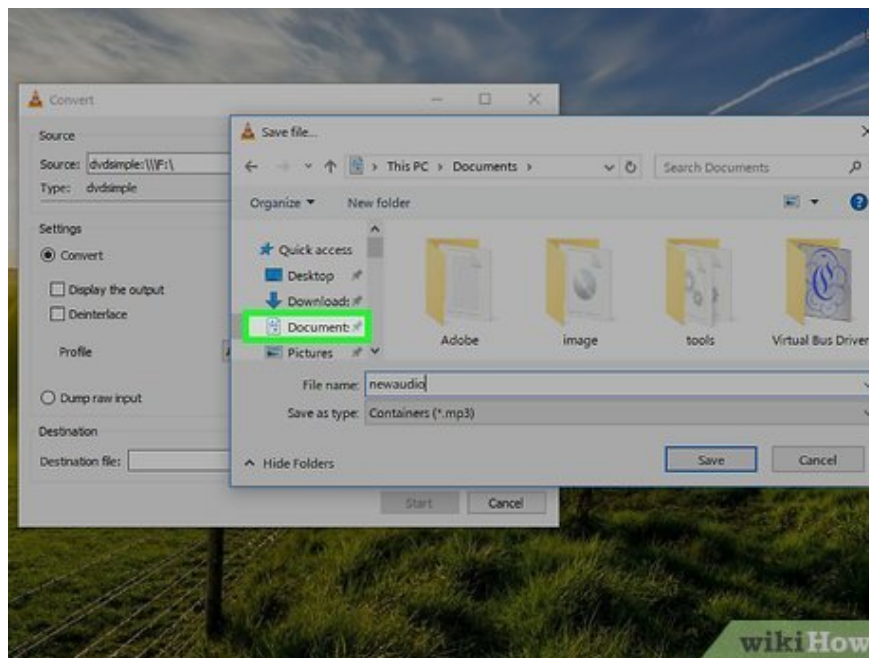 Convert
Source
Source: dvdsimple:\\\F:\
Type: dvdsimple
Settings
Convert
Display the output
Deinterlace
Profile
Dump raw input
Destination
Destination file:
Start
Cancel
Save file...
This PC > Documents >
Search Documents
Organize
New folder
Quick access
Desktop
Downloads
Documents
Pictures
Adobe
image
tools
Virtual Bus Driver
File name: newaudio
Save as type: Containers (*.mp3)
Hide Folders
Save
Cancel
wikiHow